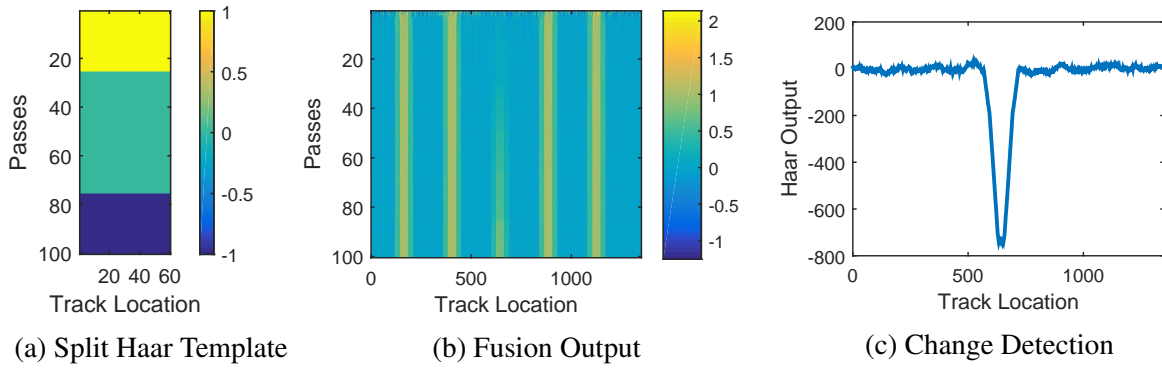 1
0.5
0
-0.5
-1
20
40
60
80
100
20 40 60
Passes
Track Location
(a) Split Haar Template
2
1.5
1
0.5
0
-0.5
-1
20
40
60
80
100
0 500 1000
Passes
Track Location
(b) Fusion Output
200
0
-200
-400
-600
-800
0 500 1000
Haar Output
Track Location
(c) Change Detection